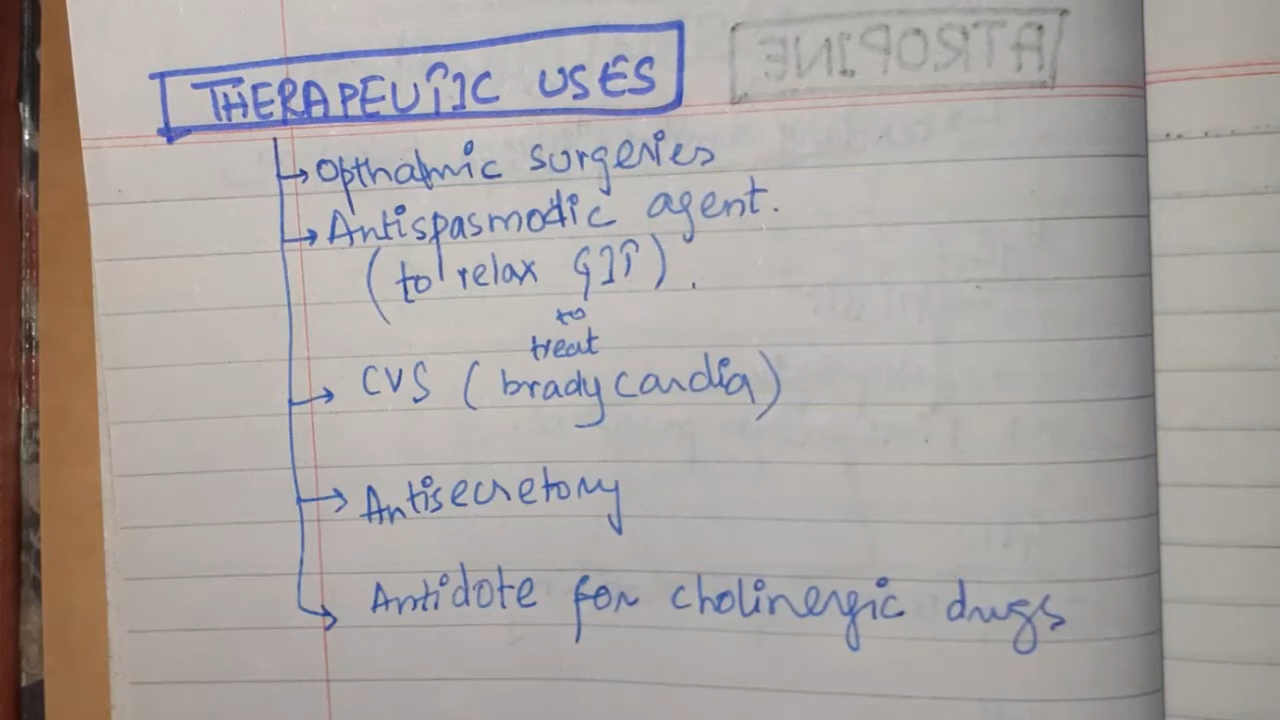 THERAPEUTIC USES
ATROPINE
Opthalmic surgeries
Antispasmodic agent.
(to relax GIT).
to
treat
CVS (bradycardia)
Antisecretory
Antidote for cholinergic drugs